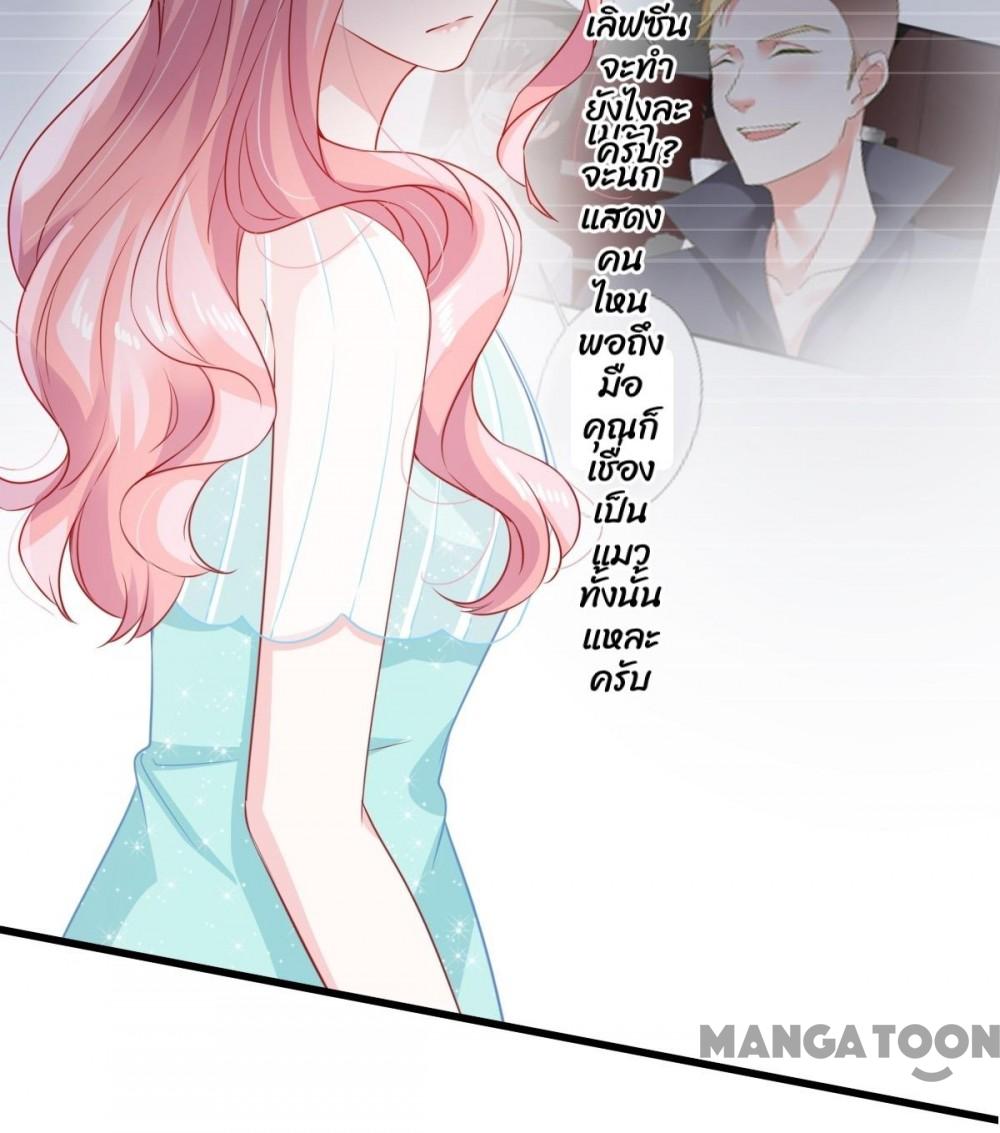 เลิฟซีน
จะทำ
ยังไงละ
ครับ?
จะนัก
แสดง
คน
ไหน
พอถึง
มือ
คุณก็
เชื่อง
เป็น
แมว
ทั้งนั้น
แหละ
ครับ
MANGATOON